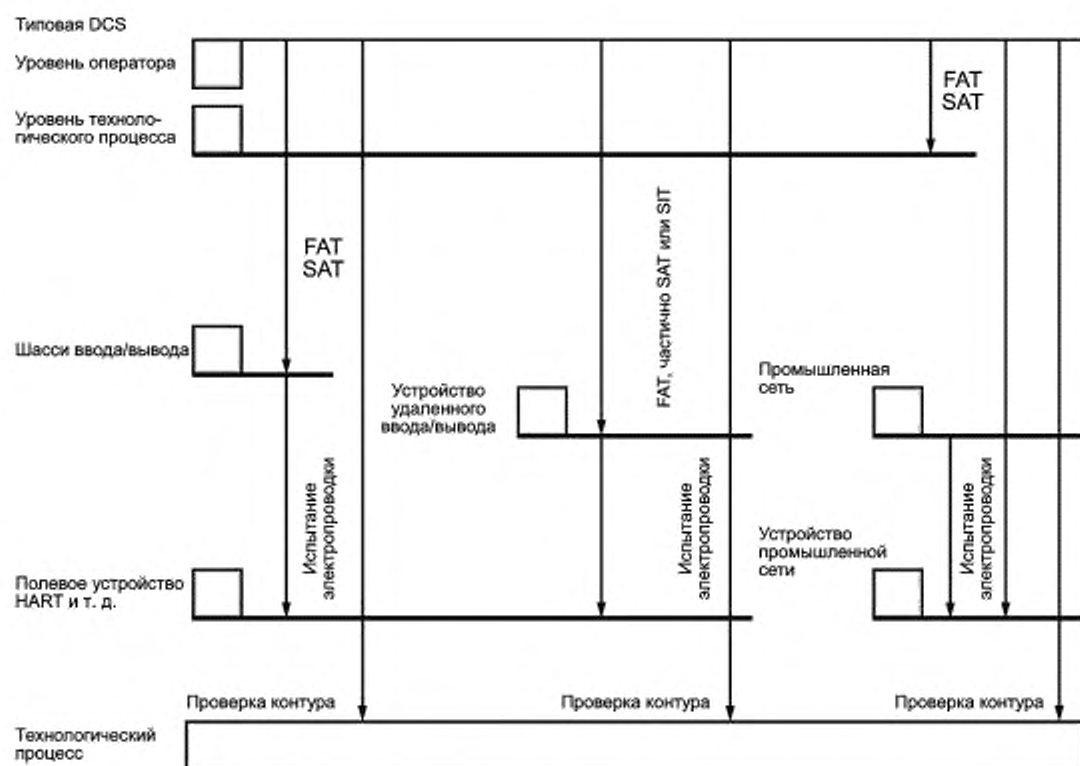 Типовая DCS
Уровень оператора
FAT
SAT
Уровень техноло-
гического процесса
FAT, частично SAT или SIT
FAT
SAT
Шасси ввода/вывода
Промышленная
сеть
Устройство
удаленного
ввода/вывода
Испытание
электропроводки
Испытание
электропроводки
Испытание
электропроводки
Устройство
промышленной
сети
Полевое устройство
HART и т. д.
Проверка контура
Проверка контура
Проверка контура
Технологический
процесс